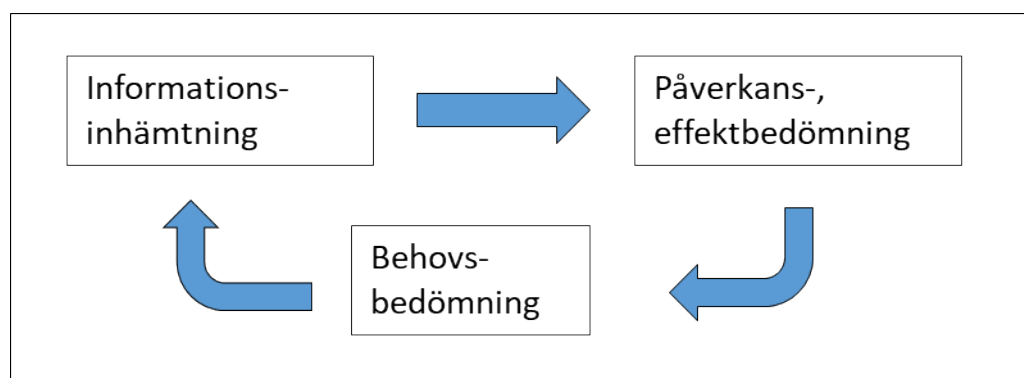 Informations-
inhämtning
Påverkans-,
effektbedömning
Behovs-
bedömning